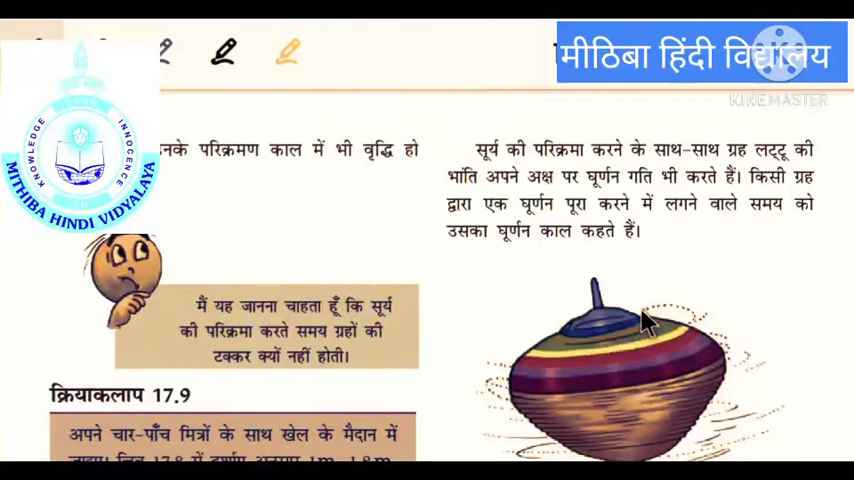 मीठिबा हिंदी विद्यालय
KINEMASTER
KNOWLEDGE
INNOCENCE
MITHIBA HINDI VIDYALAYA
नके परिक्रमण काल में भी वृद्धि हो
मैं यह जानना चाहता हूँ कि सूर्य
की परिक्रमा करते समय ग्रहों की
टक्कर क्यों नहीं होती।
क्रियाकलाप 17.9
अपने चार-पाँच मित्रों के साथ खेल के मैदान में
सूर्य की परिक्रमा करने के साथ-साथ ग्रह लट्टू की
भांति अपने अक्ष पर घूर्णन गति भी करते हैं। किसी ग्रह
द्वारा एक घूर्णन पूरा करने में लगने वाले समय को
उसका घूर्णन काल कहते हैं।